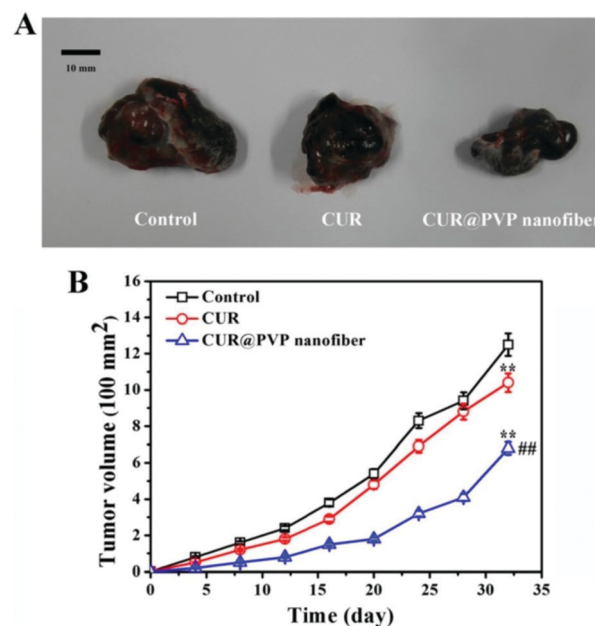 A
10 mm
Control CUR CUR@PVP nanofiber
B
Control
CUR
CUR@PVP nanofiber
Tumor volume (100 mm²)
16
14
12
10
8
6
4
2
0
**
**
##
0 5 10 15 20 25 30 35
Time (day)